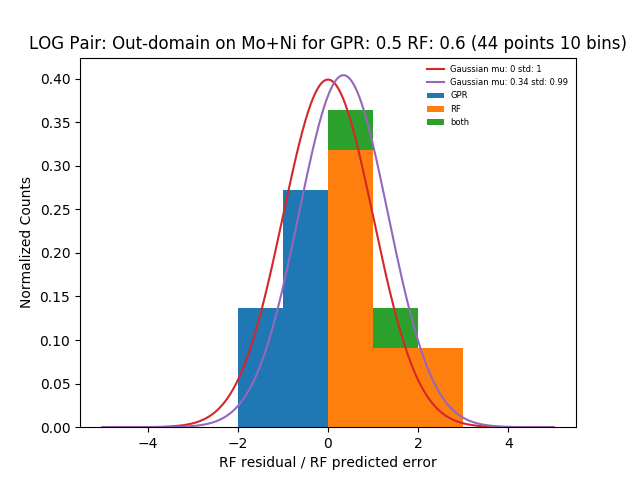 LOG Pair: Out-domain on Mo+Ni for GPR: 0.5 RF: 0.6 (44 points 10 bins)
Gaussian mu: 0 std: 1
Gaussian mu: 0.34 std: 0.99
GPR
RF
both
Normalized Counts
0.40
0.35
0.30
0.25
0.20
0.15
0.10
0.05
0.00
−4 −2 0 2 4
RF residual / RF predicted error